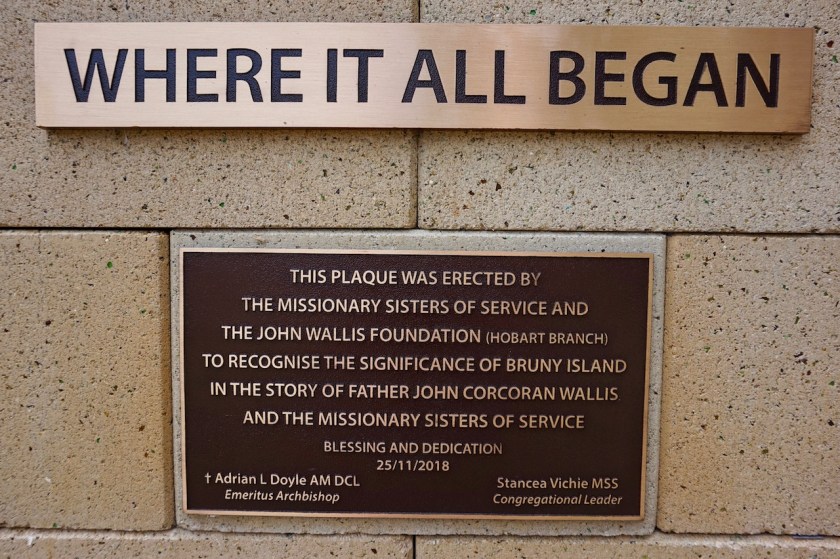 WHERE IT ALL BEGAN
THIS PLAQUE WAS ERECTED BY
THE MISSIONARY SISTERS OF SERVICE AND
THE JOHN WALLIS FOUNDATION (HOBART BRANCH)
TO RECOGNISE THE SIGNIFICANCE OF BRUNY ISLAND
IN THE STORY OF FATHER JOHN CORCORAN WALLIS
AND THE MISSIONARY SISTERS OF SERVICE
BLESSING AND DEDICATION
25/11/2018
† Adrian L Doyle AM DCL
Emeritus Archbishop
Stancea Vichie MSS
Congregational Leader